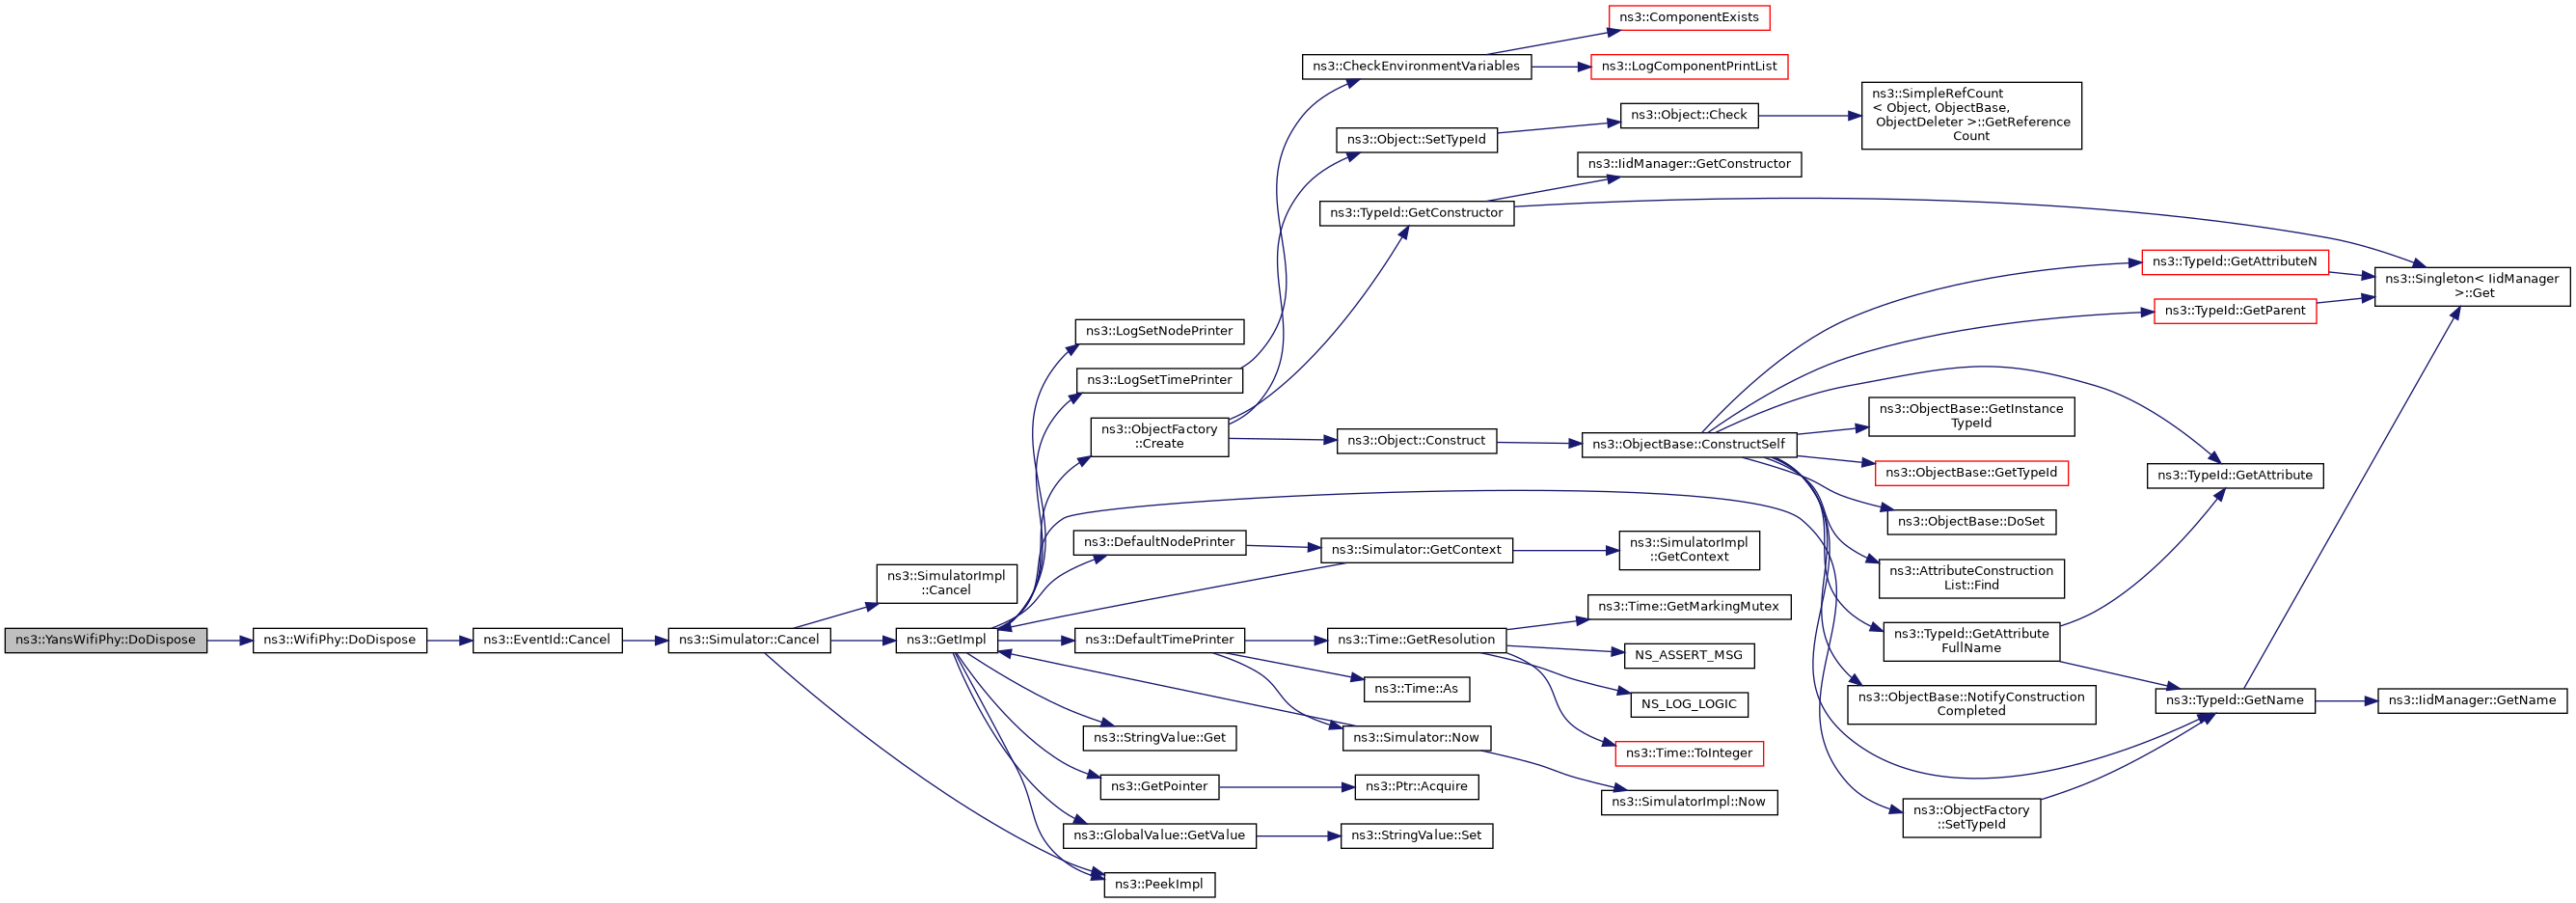 ns3::YansWifiPhy::DoDispose
ns3::WifiPhy::DoDispose
ns3::EventId::Cancel
ns3::Simulator::Cancel
ns3::SimulatorImpl
::Cancel
ns3::GetImpl
ns3::LogSetNodePrinter
ns3::LogSetTimePrinter
ns3::ObjectFactory
::Create
ns3::DefaultNodePrinter
ns3::DefaultTimePrinter
ns3::StringValue::Get
ns3::GetPointer
ns3::GlobalValue::GetValue
ns3::PeekImpl
ns3::CheckEnvironmentVariables
ns3::Object::SetTypeId
ns3::TypeId::GetConstructor
ns3::Object::Construct
ns3::Simulator::GetContext
ns3::Time::GetResolution
ns3::Time::As
ns3::Simulator::Now
ns3::Ptr::Acquire
ns3::StringValue::Set
ns3::ComponentExists
ns3::LogComponentPrintList
ns3::Object::Check
ns3::IidManager::GetConstructor
ns3::ObjectBase::ConstructSelf
ns3::SimulatorImpl
::GetContext
ns3::Time::GetMarkingMutex
NS_ASSERT_MSG
NS_LOG_LOGIC
ns3::Time::ToInteger
ns3::SimulatorImpl::Now
ns3::SimpleRefCount
< Object, ObjectBase,
ObjectDeleter >::GetReference
Count
ns3::ObjectBase::GetInstance
TypeId
ns3::ObjectBase::GetTypeId
ns3::ObjectBase::DoSet
ns3::AttributeConstruction
List::Find
ns3::TypeId::GetAttribute
FullName
ns3::ObjectBase::NotifyConstruction
Completed
ns3::ObjectFactory
::SetTypeId
ns3::TypeId::GetAttributeN
ns3::TypeId::GetParent
ns3::TypeId::GetAttribute
ns3::TypeId::GetName
ns3::Singleton< IidManager
>::Get
ns3::IidManager::GetName